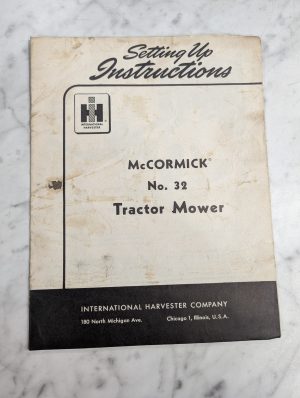 Setting Up
Instructions
IH
INTERNATIONAL
HARVESTER
McCORMICK®
No. 32
Tractor Mower
INTERNATIONAL HARVESTER COMPANY
180 North Michigan Ave. Chicago 1, Illinois, U.S.A.